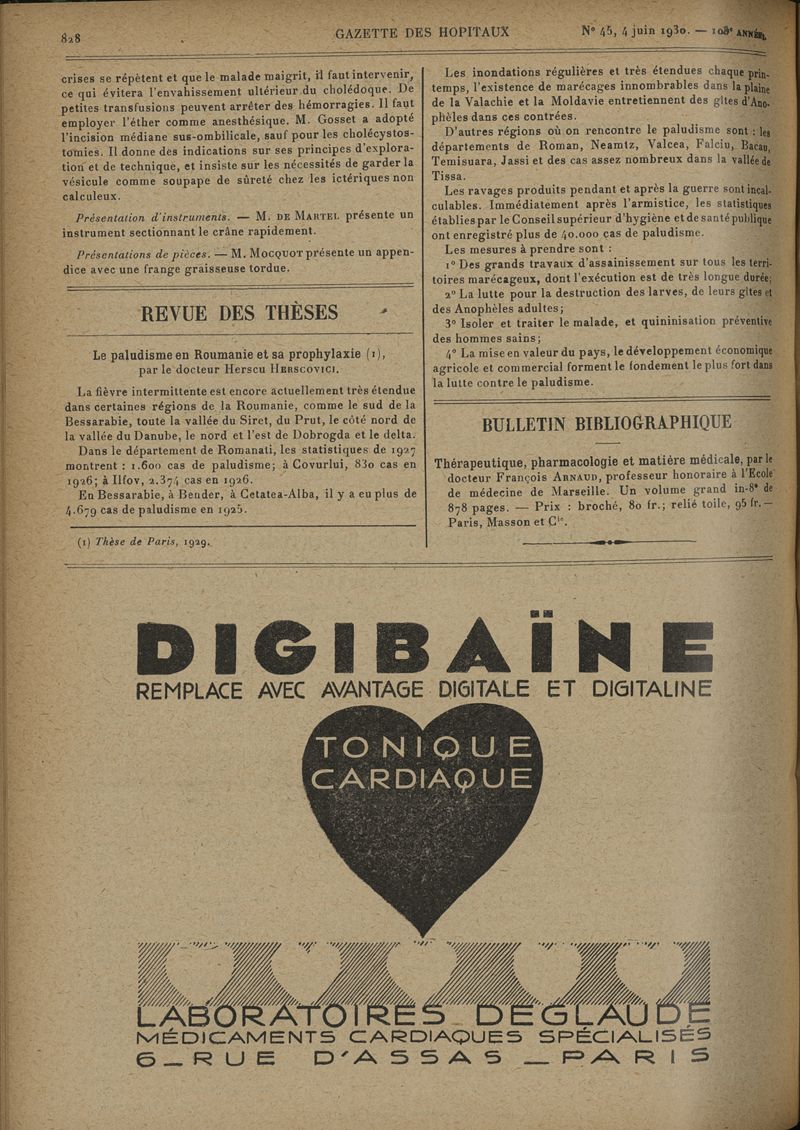 828
GAZETTE DES HOPITAUX
N° 45, 4 juin 1930. — 103e ANNÉE.
crises se répètent et que le malade maigrit, il faut intervenir,
ce qui évitera l'envahissement ultérieur du cholédoque. De
petites transfusions peuvent arrêter des hémorragies. Il faut
employer l'éther comme anesthésique. M. Gosset a adopté
l'incision médiane sus-ombilicale, sauf pour les cholécystos-
tomies. Il donne des indications sur ses principes d'explora-
tion et de technique, et insiste sur les nécessités de garder la
vésicule comme soupape de sûreté chez les ictériques non
calculeux.
Présentation d'instruments. — M. DE MARTEL présente un
instrument sectionnant le crâne rapidement.
Présentations de pièces. — M. MOCQUOT présente un appen-
dice avec une frange graisseuse tordue.
REVUE DES THÈSES
Le paludisme en Roumanie et sa prophylaxie (1),
par le docteur Herscu HERSCOVICI.
La fièvre intermittente est encore actuellement très étendue
dans certaines régions de la Roumanie, comme le sud de la
Bessarabie, toute la vallée du Siret, du Prut, le côté nord de
la vallée du Danube, le nord et l'est de Dobrogda et le delta.
Dans le département de Romanati, les statistiques de 1927
montrent : 1.600 cas de paludisme; à Covurlui, 830 cas en
1926; à Ilfov, 2.374 cas en 1926.
En Bessarabie, à Bender, à Cetatea-Alba, il y a eu plus de
4.679 cas de paludisme en 1925.
(1) Thèse de Paris, 1929.
Les inondations régulières et très étendues chaque prin-
temps, l'existence de marécages innombrables dans la plaine
de la Valachie et la Moldavie entretiennent des gîtes d'Ano-
phèles dans ces contrées.
D'autres régions où on rencontre le paludisme sont : les
départements de Roman, Neamtz, Valcea, Falciu, Bacau,
Temisuara, Jassi et des cas assez nombreux dans la vallée de
Tissa.
Les ravages produits pendant et après la guerre sont incal-
culables. Immédiatement après l'armistice, les statistiques
établies par le Conseil supérieur d'hygiène et de santé publique
ont enregistré plus de 40.000 cas de paludisme.
Les mesures à prendre sont :
1° Des grands travaux d'assainissement sur tous les terri-
toires marécageux, dont l'exécution est de très longue durée;
2° La lutte pour la destruction des larves, de leurs gîtes et
des Anophèles adultes;
3° Isoler et traiter le malade, et quininisation préventive
des hommes sains;
4° La mise en valeur du pays, le développement économique
agricole et commercial forment le fondement le plus fort dans
la lutte contre le paludisme.
BULLETIN BIBLIOGRAPHIQUE
Thérapeutique, pharmacologie et matière médicale, par le
docteur François ARNAUD, professeur honoraire à l'Ecole
de médecine de Marseille. Un volume grand in-8° de
878 pages. — Prix : broché, 80 fr.; relié toile, 95 fr. —
Paris, Masson et Cie.
DIGIBAÏNE
REMPLACE AVEC AVANTAGE DIGITALE ET DIGITALINE
TONIQUE
CARDIAQUE
LABORATOIRES DEGLAUDE
MÉDICAMENTS CARDIAQUES SPÉCIALISÉS
6_RUE D'ASSAS_PARIS